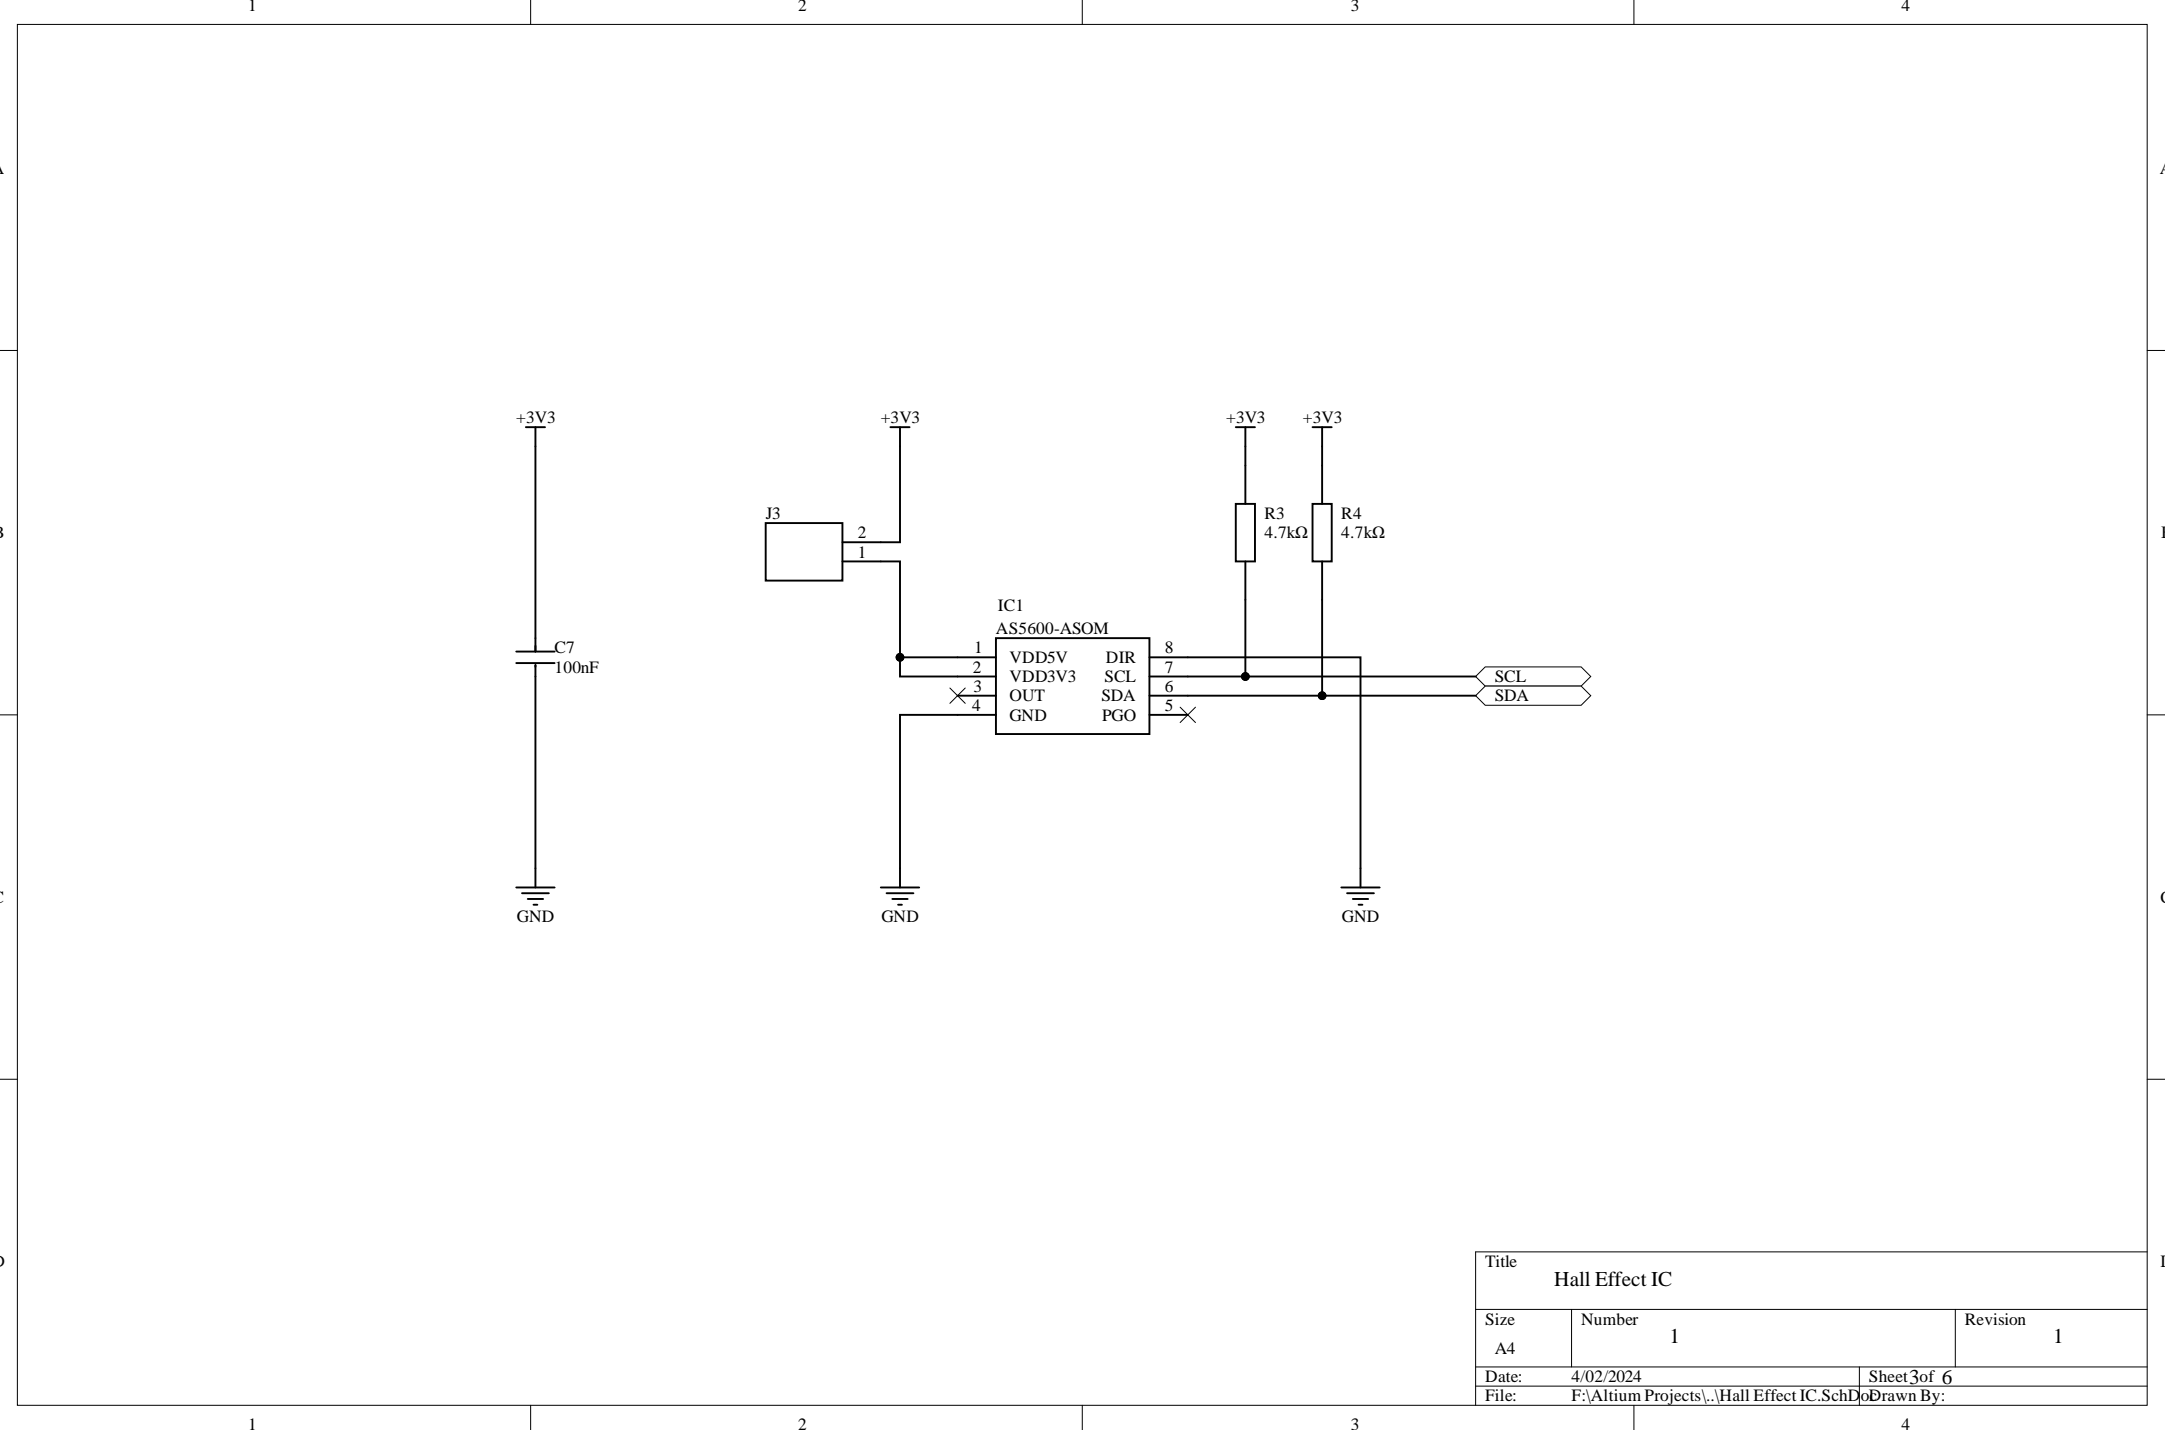 1 2 3 4
A A
+3V3 +3V3 +3V3 +3V3
J3
2
1
R3
4.7kΩ
R4
4.7kΩ
IC1
AS5600-ASOM
C7
100nF
1 VDD5V DIR 8
2 VDD3V3 SCL 7 SCL
3 OUT SDA 6 SDA
4 GND PGO 5
GND GND GND
Title
Hall Effect IC
Size
A4
Number
1
Revision
1
Date: 4/02/2024 Sheet 3 of 6
File: F:\Altium Projects\..\Hall Effect IC.SchDoc Drawn By:
1 2 3 4